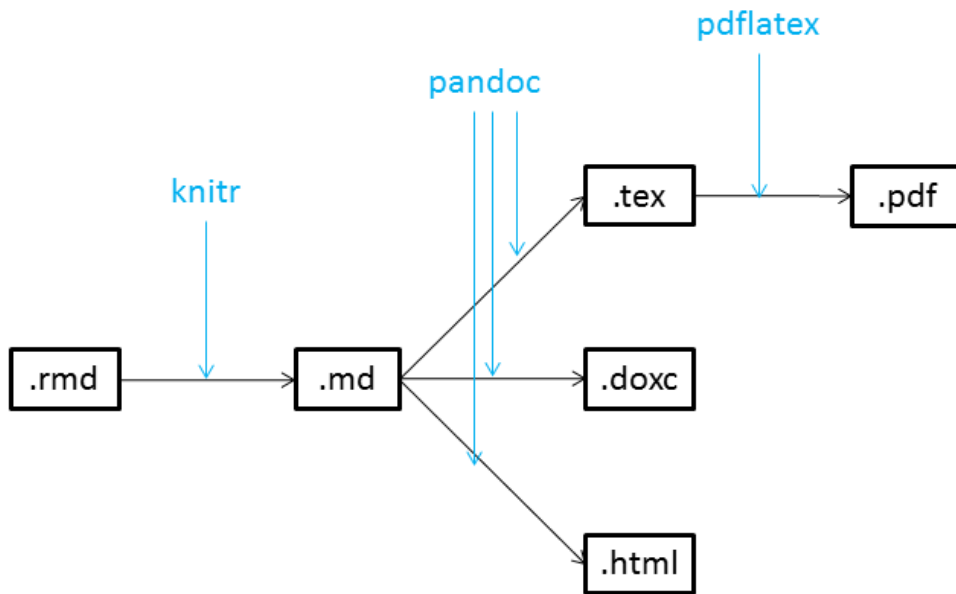 pdflatex
pandoc
knitr
.tex
.pdf
.rmd
.md
.doxc
.html